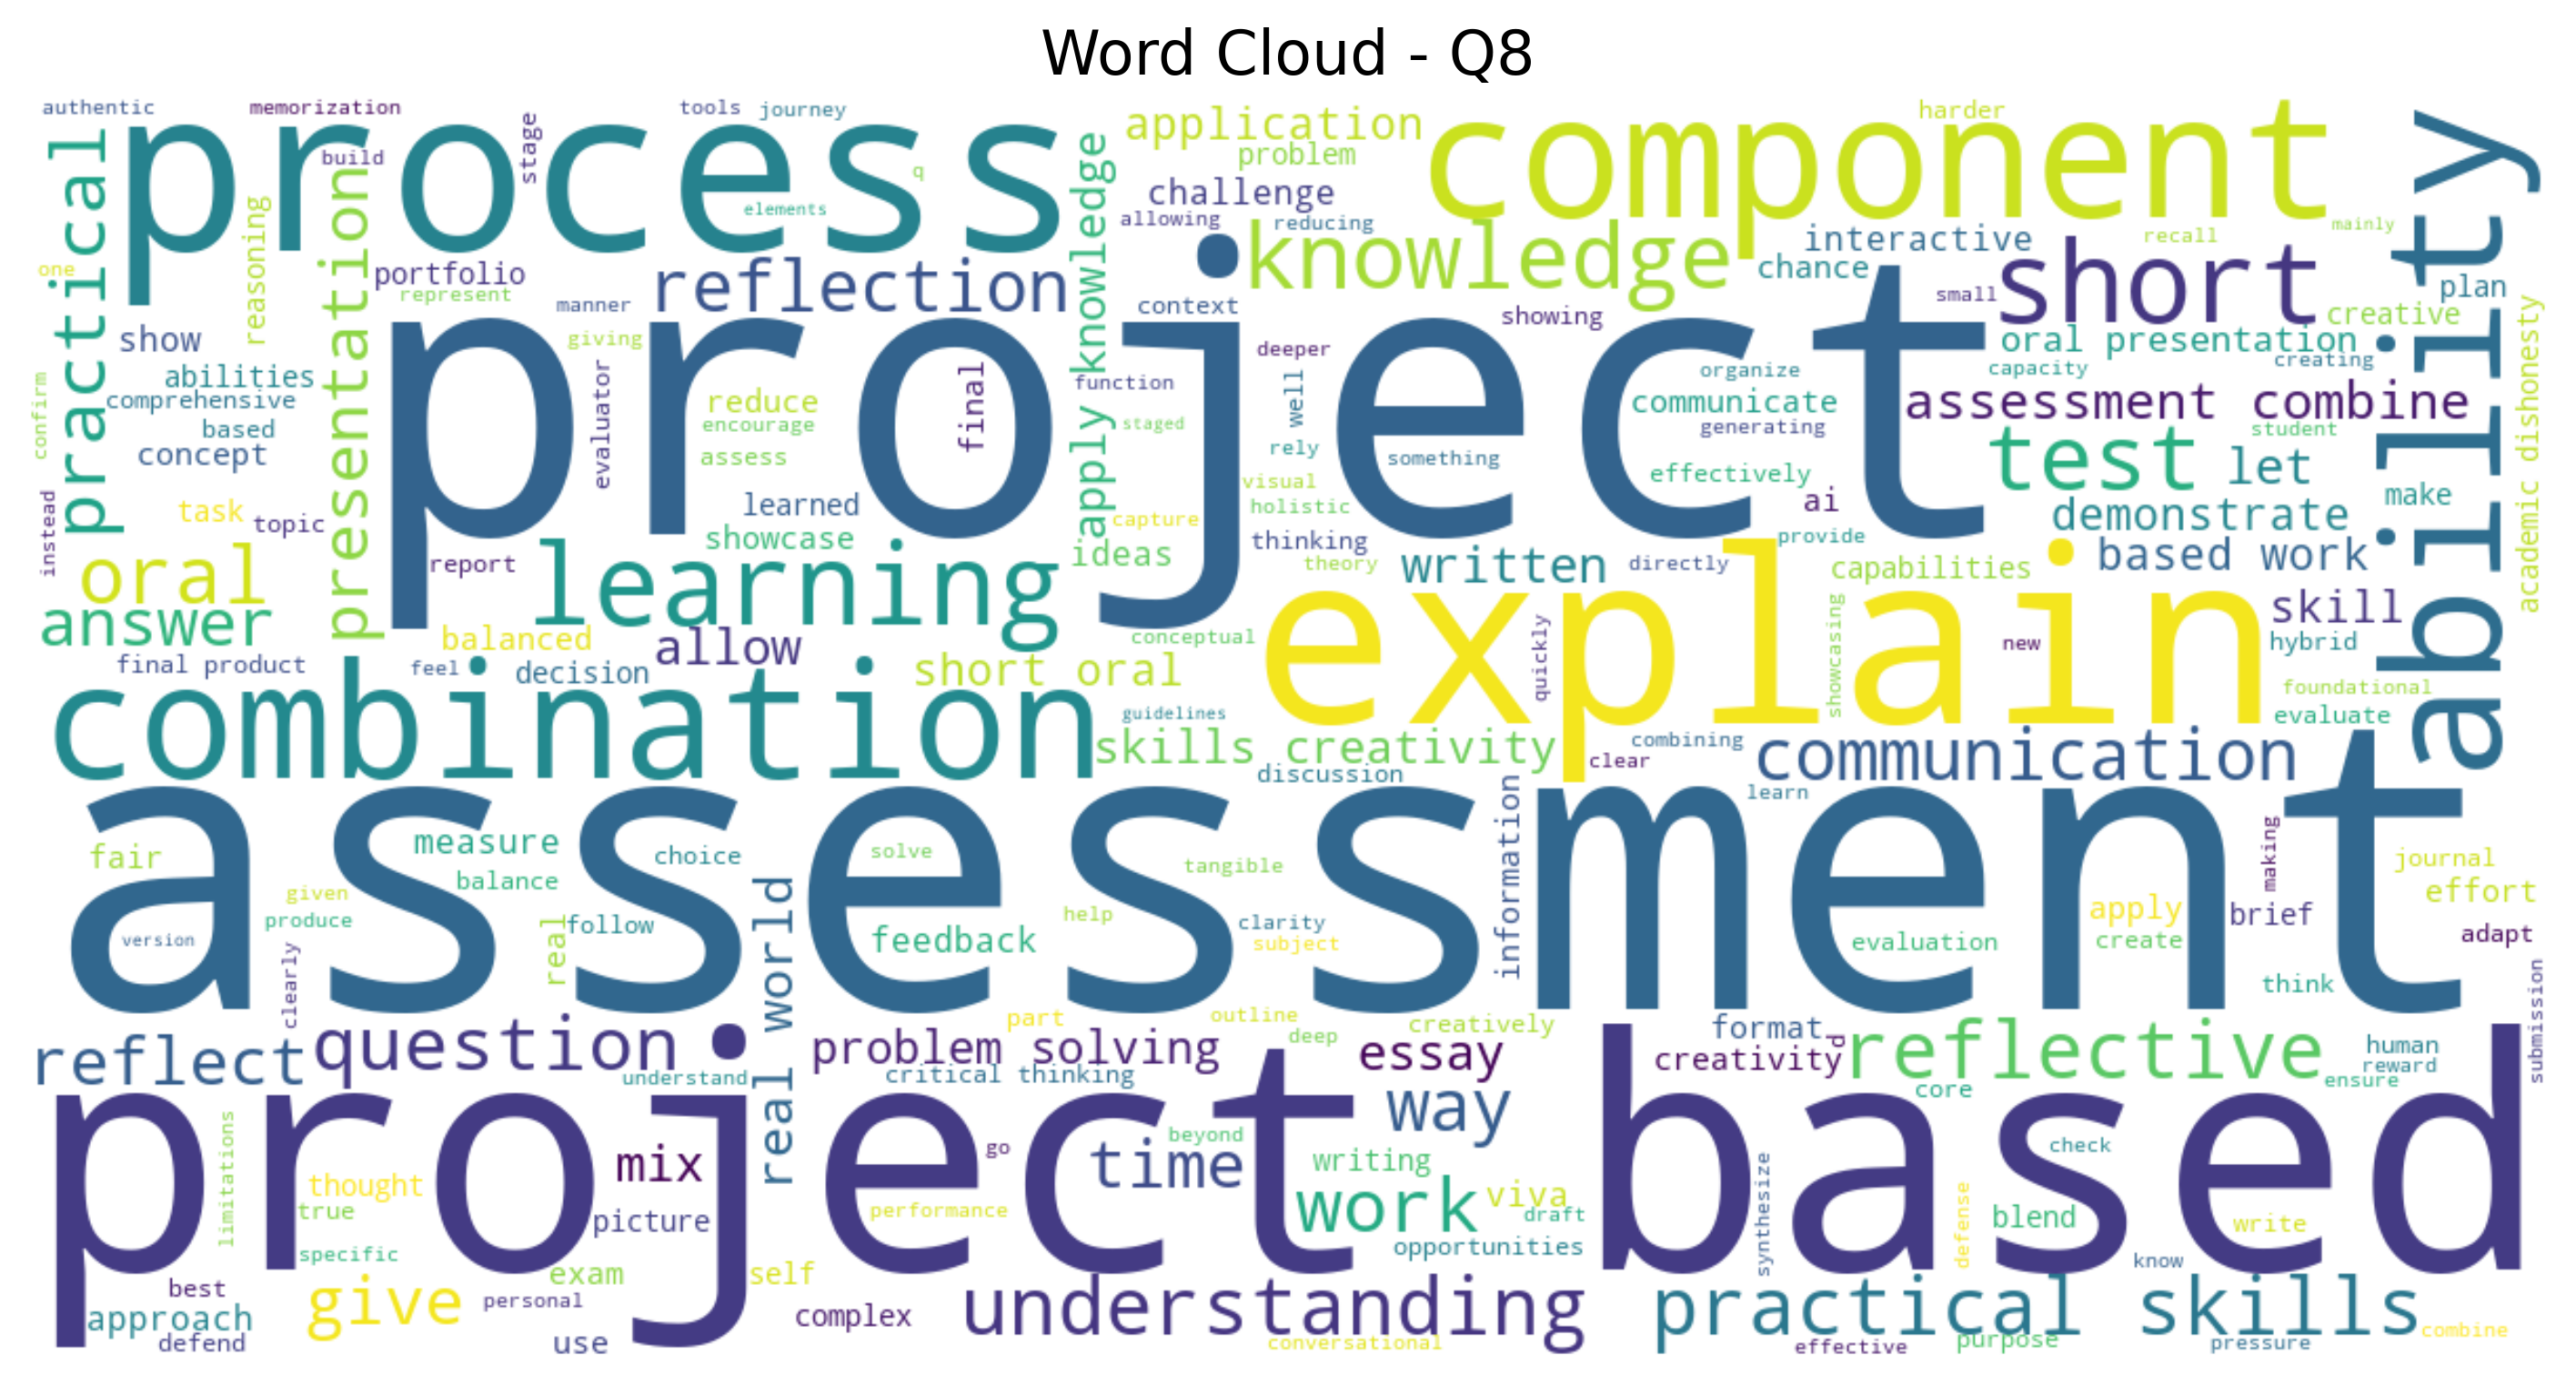 Word Cloud - Q8
authentic
memorization
tools
journey
application
harder
process
component
practical
build
stage
q
problem
ability
reasoning
presentation
elements
apply knowledge
challenge
allowing
reducing
knowledge
interactive
recall
mainly
one
portfolio
represent
reflection
manner
context
chance
small
short
plan
showing
creative
show
giving
project
deeper
oral presentation
creating
academic dishonesty
abilities
comprehensive
confirm
evaluator
reduce
encourage
final
function
staged
well
organize
capacity
communicate
generating
assessment combine
based
concept
assess
rely
something
student
test
let
effectively
visual
holistic
ai
make
task
topic
learned
capture
demonstrate
instead
showcase
ideas
thinking
theory
provide
oral
report
learning
written
directly
capabilities
based work
answer
explain
skill
balanced
allow
conceptual
quickly
showcasing
new
hybrid
final product
feel
decision
short oral
foundational
combination
guidelines
evaluate
skills creativity
combining
clear
communication
discussion
assessment
learn
information
measure
fair
choice
solve
tangible
making
journal
balance
effort
given
produce
real
follow
real world
help
clarity
subject
feedback
apply
brief
version
clearly
evaluation
create
adapt
think
submission
part
outline
deep
creatively
format
reflect
question
problem solving
essay
creativity
d
reflective
human
reward
understand
critical thinking
core
ensure
project based
limitations
way
mix
time
beyond
go
check
thought
true
picture
performance
writing
work
viva
draft
synthesize
defense
blend
write
specific
opportunities
know
best
exam
self
approach
give
personal
complex
understanding
practical skills
defend
use
conversational
effective
purpose
pressure
combine